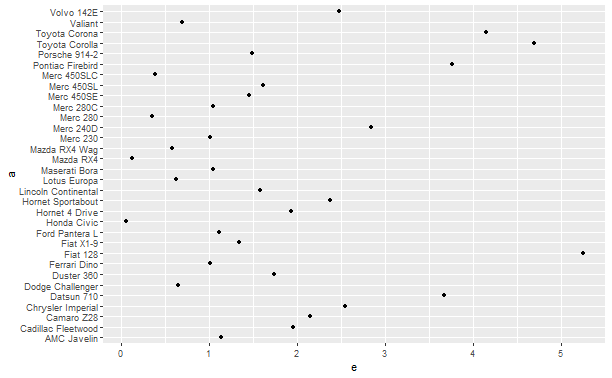 Volvo 142E
Valiant
Toyota Corona
Toyota Corolla
Porsche 914-2
Pontiac Firebird
Merc 450SLC
Merc 450SL
Merc 450SE
Merc 280C
Merc 280
Merc 240D
Merc 230
Mazda RX4 Wag
Mazda RX4
Maserati Bora
Lotus Europa
Lincoln Continental
Hornet Sportabout
Hornet 4 Drive
Honda Civic
Ford Pantera L
Fiat X1-9
Fiat 128
Ferrari Dino
Duster 360
Dodge Challenger
Datsun 710
Chrysler Imperial
Camaro Z28
Cadillac Fleetwood
AMC Javelin
a
0 1 2 3 4 5
e